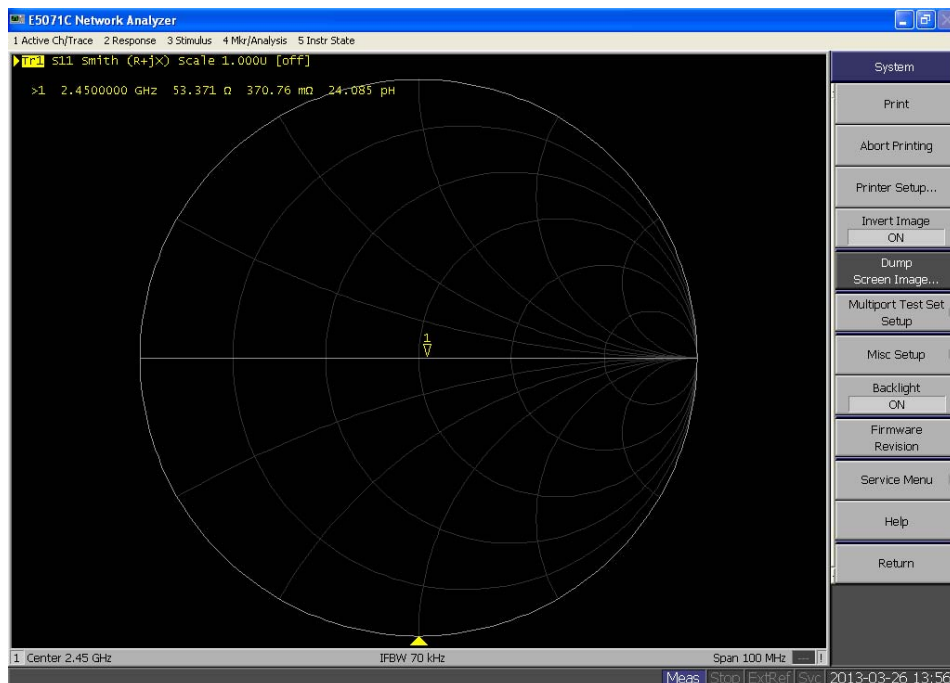 E5071C Network Analyzer
1 Active Ch/Trace 2 Response 3 Stimulus 4 Mkr/Analysis 5 Instr State
Tr1 S11 Smith (R+jX) Scale 1.000U [off]
>1 2.4500000 GHz 53.371 Ω 370.76 mΩ 24.085 pH
1
System
Print
Abort Printing
Printer Setup...
Invert Image
ON
Dump
Screen Image...
Multiport Test Set
Setup
Misc Setup
Backlight
ON
Firmware
Revision
Service Menu
Help
Return
1 Center 2.45 GHz IFBW 70 kHz Span 100 MHz !
Meas Stop ExtRef Svc 2013-03-26 13:56